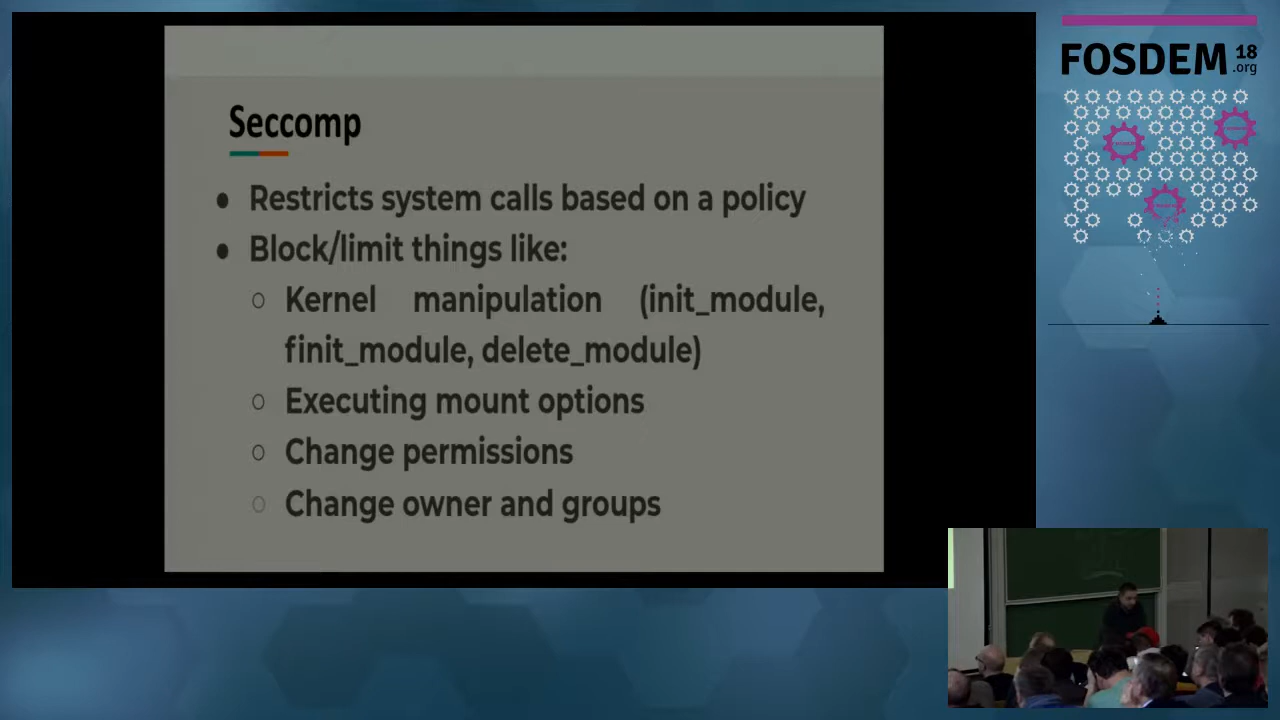 Seccomp
● Restricts system calls based on a policy
● Block/limit things like:
○ Kernel manipulation (init_module,
finit_module, delete_module)
○ Executing mount options
○ Change permissions
○ Change owner and groups
FOSDEM 18
.org